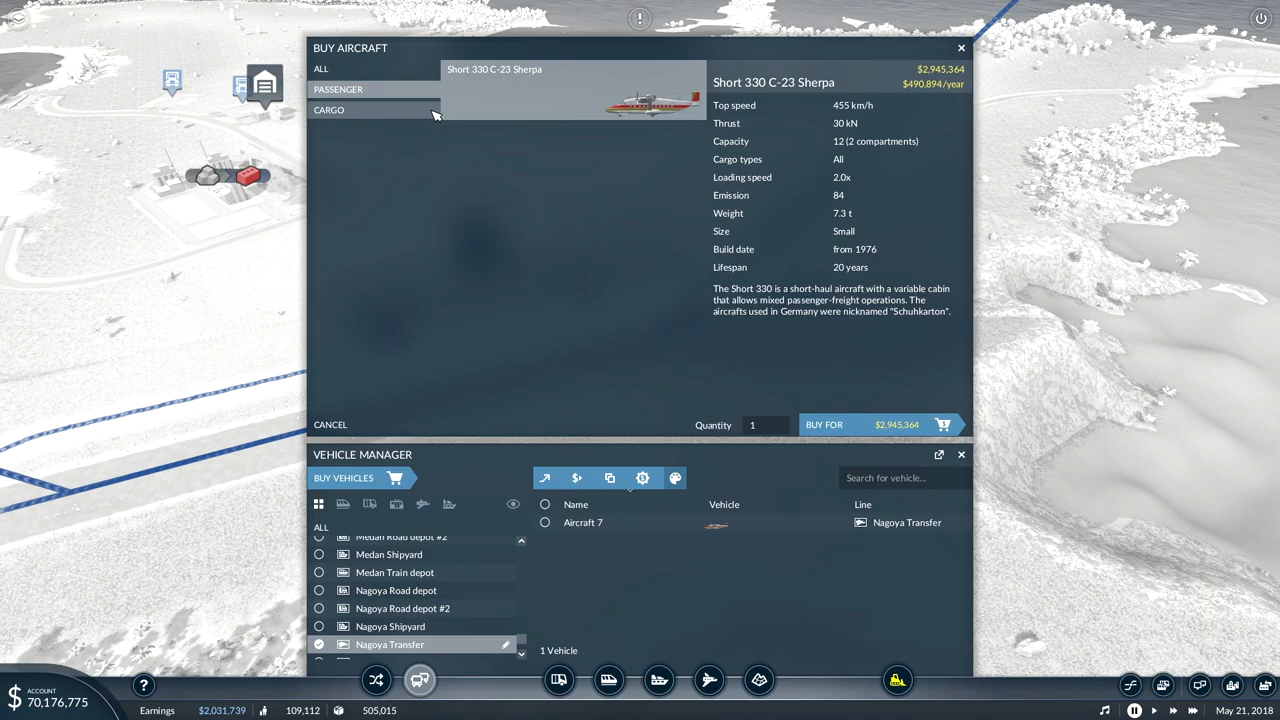 BUY AIRCRAFT
ALL
PASSENGER
CARGO
Short 330 C-23 Sherpa
$2,945,364
Short 330 C-23 Sherpa
$490,894/year
Top speed 455 km/h
Thrust 30 kN
Capacity 12 (2 compartments)
Cargo types All
Loading speed 2.0x
Emission 84
Weight 7.3 t
Size Small
Build date from 1976
Lifespan 20 years
The Short 330 is a short-haul aircraft with a variable cabin
that allows mixed passenger-freight operations. The
aircrafts used in Germany were nicknamed "Schuhkarton".
CANCEL
Quantity 1
BUY FOR $2,945,364
VEHICLE MANAGER
BUY VEHICLES
Search for vehicle...
ALL
Medan Road depot #2
Medan Shipyard
Medan Train depot
Nagoya Road depot
Nagoya Road depot #2
Nagoya Shipyard
Nagoya Transfer
Name Vehicle Line
Aircraft 7 Nagoya Transfer
1 Vehicle
$ ACCOUNT
70,176,775
?
Earnings $2,031,739 109,112 505,015
May 21, 2018